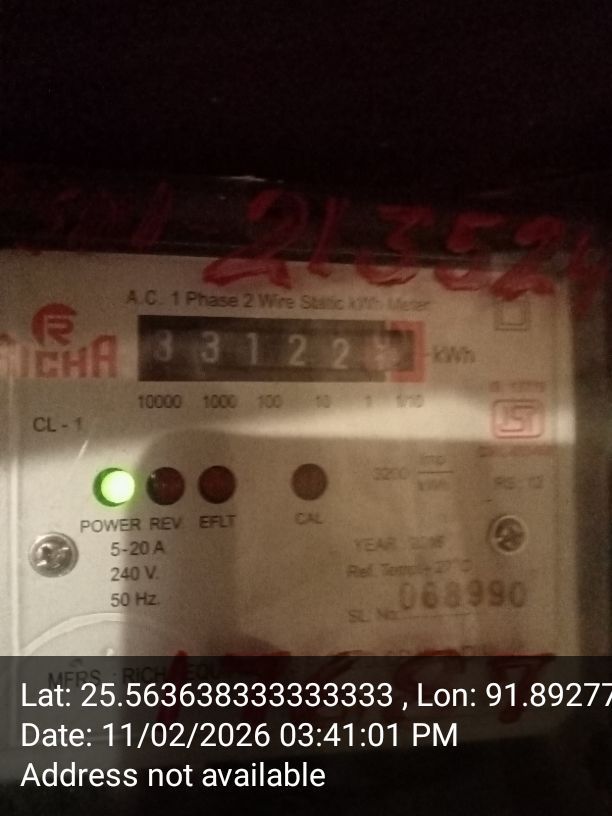 213524
A.C. 1 Phase 2 Wire Static kWh Meter
RICHA
3 3 1 2 2
kWh
10000 1000 100 10 1 1/10
CL - 1
3200 imp/kWh
POWER REV EFLT CAL
5-20 A
240 V.
50 Hz.
Ref. Temp - 27°C
SL. No. 068990
MFRS : RICHA
Lat: 25.563638333333333 , Lon: 91.89277
Date: 11/02/2026 03:41:01 PM
Address not available